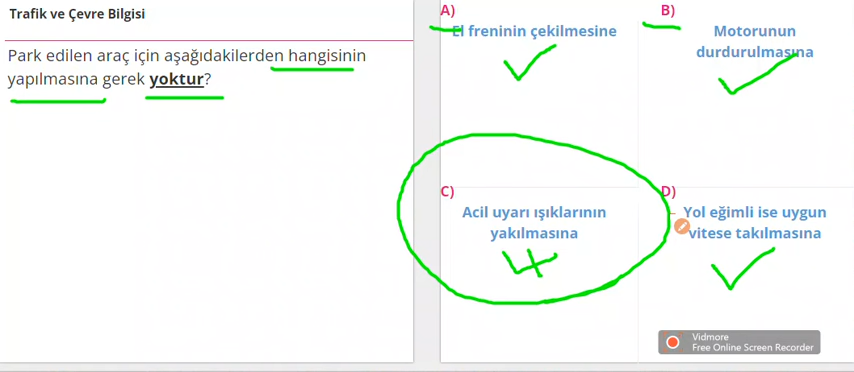 Trafik ve Çevre Bilgisi
Park edilen araç için aşağıdakilerden hangisinin
yapılmasına gerek yoktur?
A)
El freninin çekilmesine
B)
Motorunun
durdurulmasına
C)
Acil uyarı ışıklarının
yakılmasına
D)
Yol eğimli ise uygun
vitese takılmasına
Vidmore
Free Online Screen Recorder